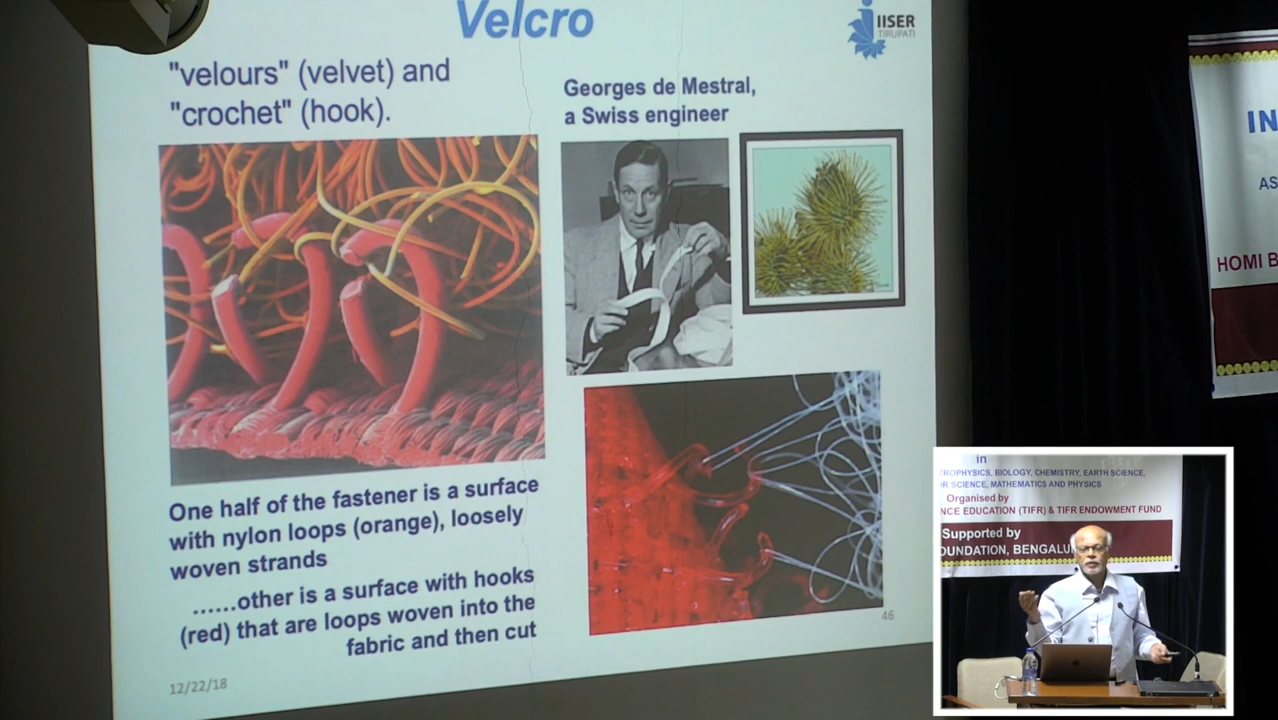 Velcro
IISER
TIRUPATI
"velours" (velvet) and
"crochet" (hook).
Georges de Mestral,
a Swiss engineer
One half of the fastener is a surface
with nylon loops (orange), loosely
woven strands
......other is a surface with hooks
(red) that are loops woven into the
fabric and then cut
46
12/22/18
IN
AS
HOMI B
in
TROPHYSICS, BIOLOGY, CHEMISTRY, EARTH SCIENCE,
R SCIENCE, MATHEMATICS AND PHYSICS
Organised by
NCE EDUCATION (TIFR) & TIFR ENDOWMENT FUND
Supported by
OUNDATION, BENGALU